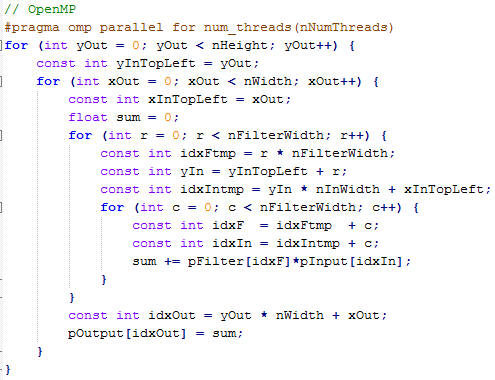 // OpenMP
#pragma omp parallel for num_threads(nNumThreads)
for (int yOut = 0; yOut < nHeight; yOut++) {
    const int yInTopLeft = yOut;
    for (int xOut = 0; xOut < nWidth; xOut++) {
        const int xInTopLeft = xOut;
        float sum = 0;
        for (int r = 0; r < nFilterWidth; r++) {
            const int idxFtmp = r * nFilterWidth;
            const int yIn = yInTopLeft + r;
            const int idxIntmp = yIn * nInWidth + xInTopLeft;
            for (int c = 0; c < nFilterWidth; c++) {
                const int idxF  = idxFtmp  + c;
                const int idxIn = idxIntmp + c;
                sum += pFilter[idxF]*pInput[idxIn];
            }
        }
        const int idxOut = yOut * nWidth + xOut;
        pOutput[idxOut] = sum;
    }
}